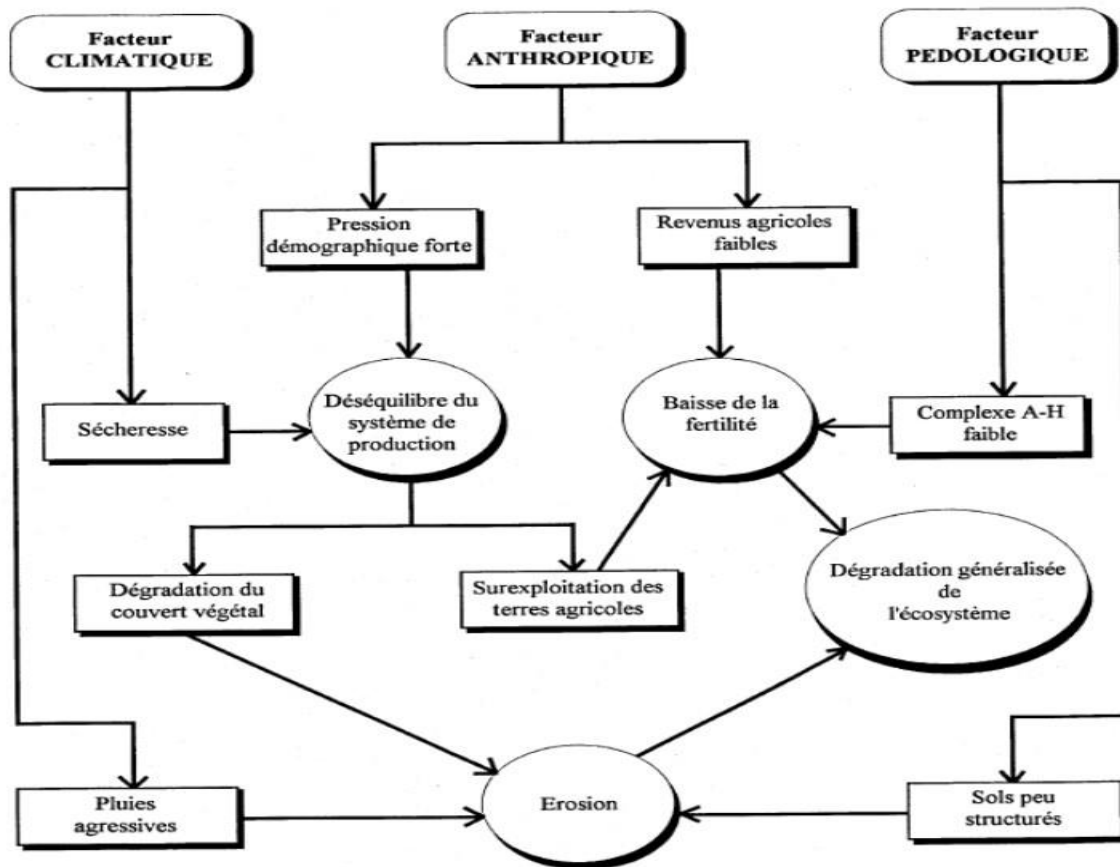 Facteur
CLIMATIQUE
Facteur
ANTHROPIQUE
Facteur
PEDOLOGIQUE
Pression
démographique forte
Revenus agricoles
faibles
Sécheresse
Déséquilibre du
système de
production
Baisse de la
fertilité
Complexe A-H
faible
Dégradation du
couvert végétal
Surexploitation des
terres agricoles
Dégradation généralisée
de
l'écosystème
Pluies
agressives
Erosion
Sols peu
structurés